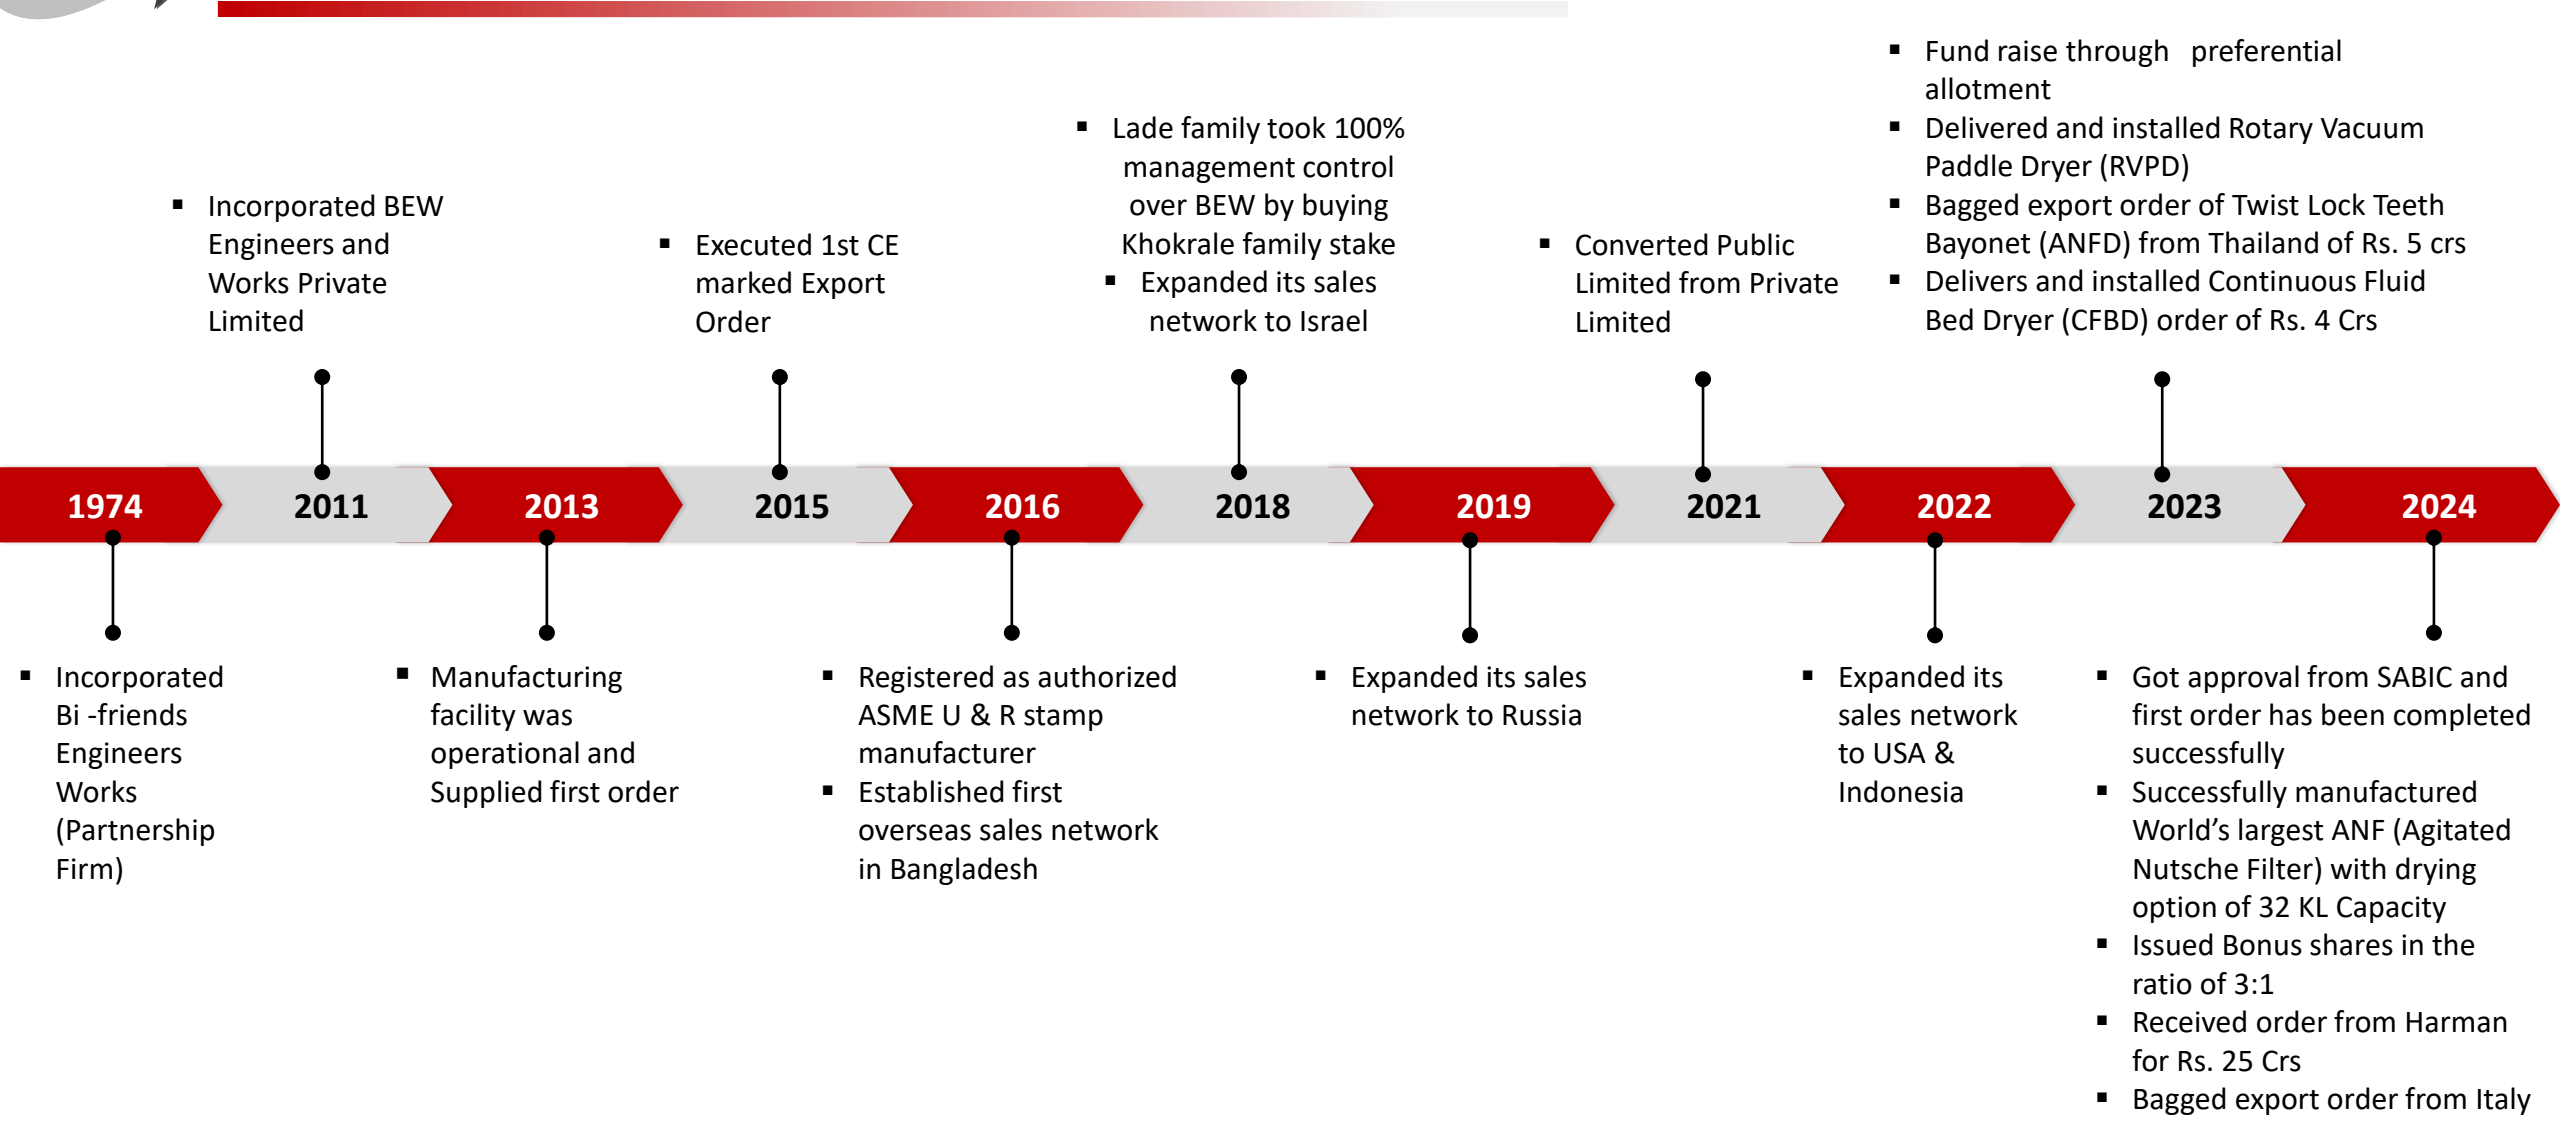 ▪ Fund raise through preferential
allotment
▪ Delivered and installed Rotary Vacuum
Paddle Dryer (RVPD)
▪ Bagged export order of Twist Lock Teeth
Bayonet (ANFD) from Thailand of Rs. 5 crs
▪ Delivers and installed Continuous Fluid
Bed Dryer (CFBD) order of Rs. 4 Crs
▪ Lade family took 100%
management control
over BEW by buying
Khokrale family stake
▪ Expanded its sales
network to Israel
▪ Incorporated BEW
Engineers and
Works Private
Limited
▪ Executed 1st CE
marked Export
Order
▪ Converted Public
Limited from Private
Limited
1974 2011 2013 2015 2016 2018 2019 2021 2022 2023 2024
▪ Incorporated
Bi -friends
Engineers
Works
(Partnership
Firm)
▪ Manufacturing
facility was
operational and
Supplied first order
▪ Registered as authorized
ASME U & R stamp
manufacturer
▪ Established first
overseas sales network
in Bangladesh
▪ Expanded its sales
network to Russia
▪ Expanded its
sales network
to USA &
Indonesia
▪ Got approval from SABIC and
first order has been completed
successfully
▪ Successfully manufactured
World’s largest ANF (Agitated
Nutsche Filter) with drying
option of 32 KL Capacity
▪ Issued Bonus shares in the
ratio of 3:1
▪ Received order from Harman
for Rs. 25 Crs
▪ Bagged export order from Italy